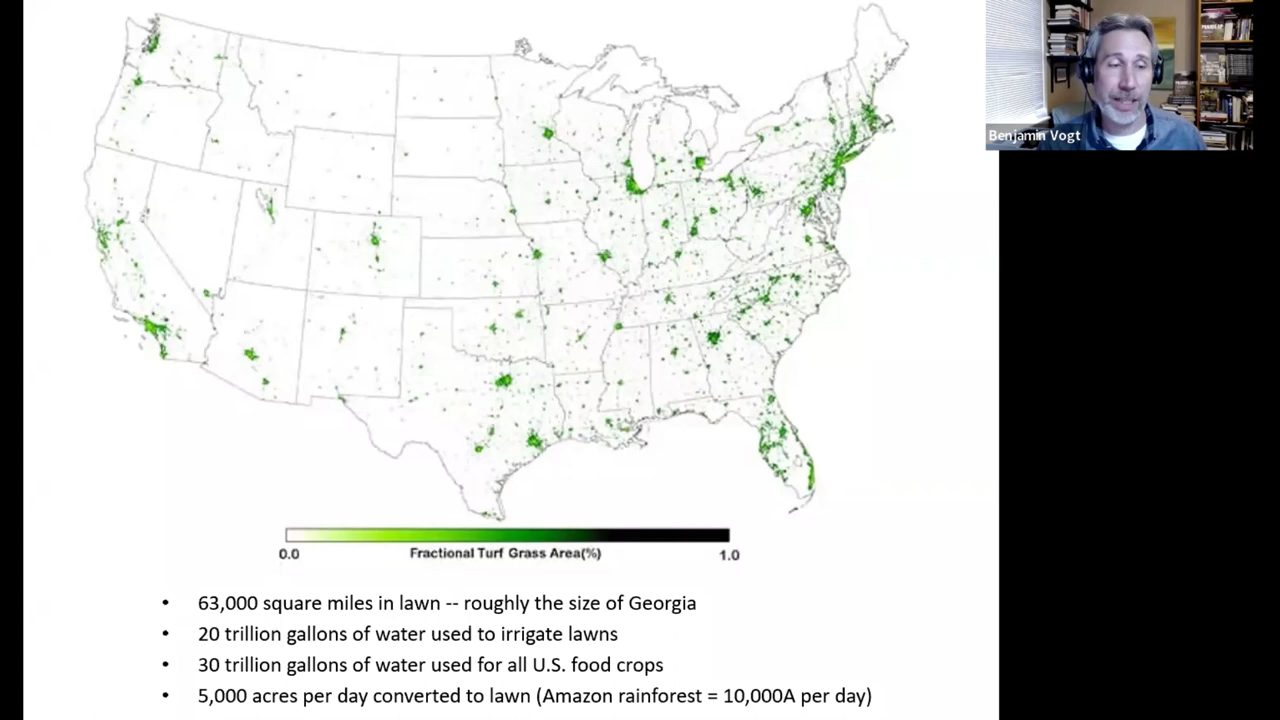 Benjamin Vogt
0.0
Fractional Turf Grass Area(%)
1.0
• 63,000 square miles in lawn -- roughly the size of Georgia
• 20 trillion gallons of water used to irrigate lawns
• 30 trillion gallons of water used for all U.S. food crops
• 5,000 acres per day converted to lawn (Amazon rainforest = 10,000A per day)